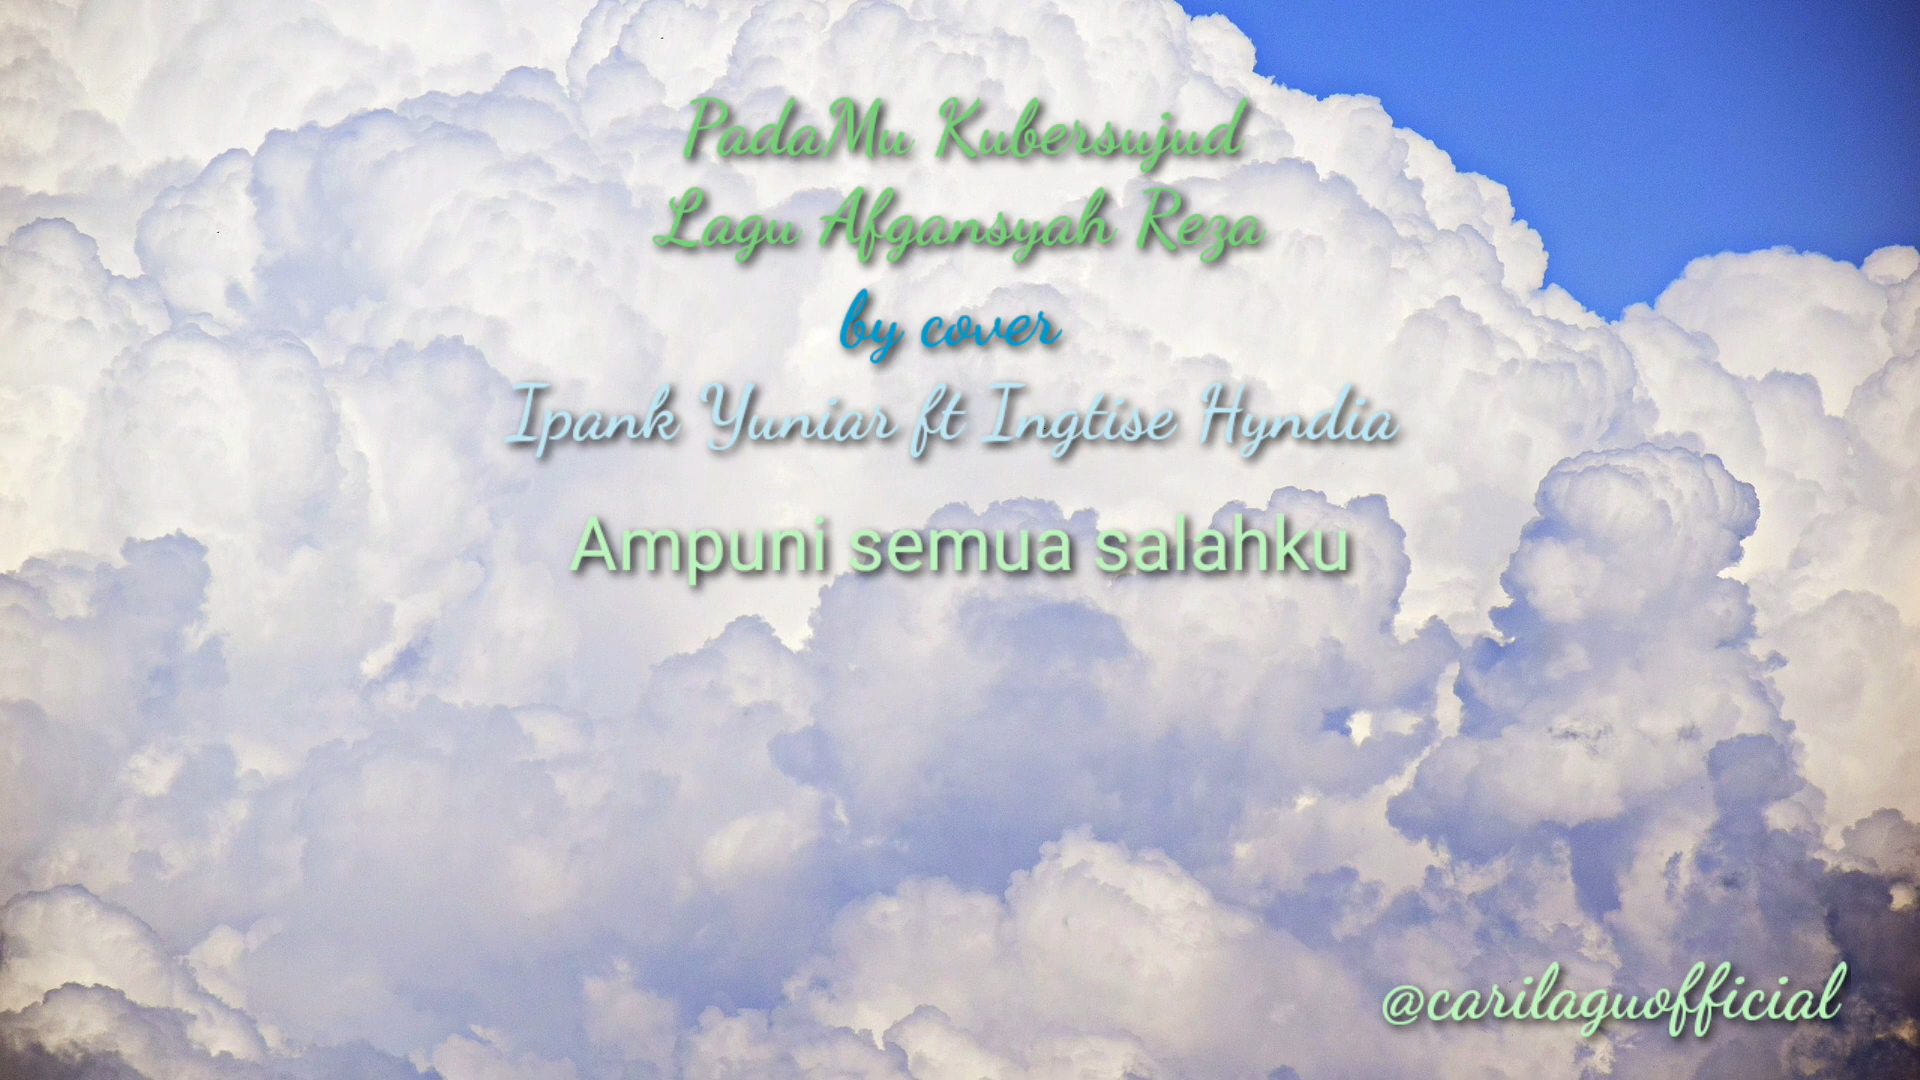 PadaMu Kubersujud
Lagu Afgansyah Reza
by cover
Ipank Yuniar ft Ingtise Hyndia
Ampuni semua salahku
@carilaguofficial